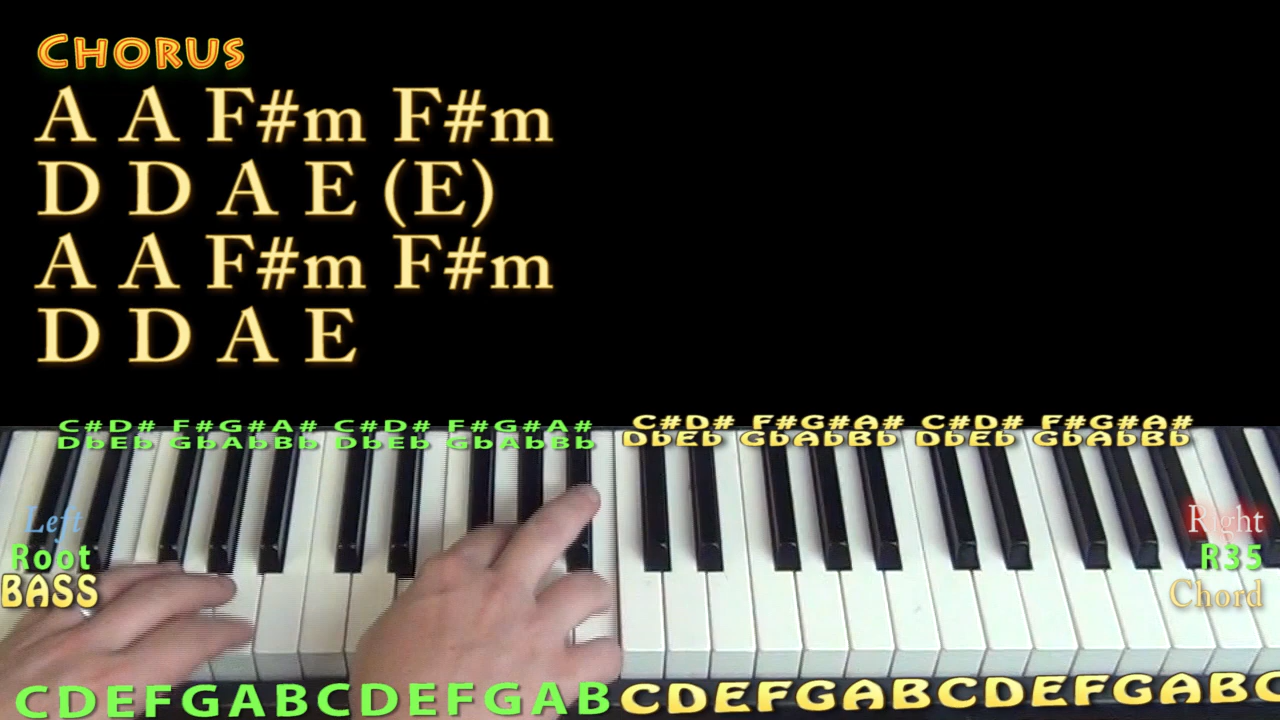 CHORUS
A A F#m F#m
D D A E (E)
A A F#m F#m
D D A E
C#D# F#G#A# C#D# F#G#A# C#D# F#G#A# C#D# F#G#A#
DbEb GbAbBb DbEb GbAbBb DbEb GbAbBb DbEb GbAbBb
Left
Root
BASS
Right
R35
Chord
CDEFGABCDEFGAB CDEFGABCDEFGABC